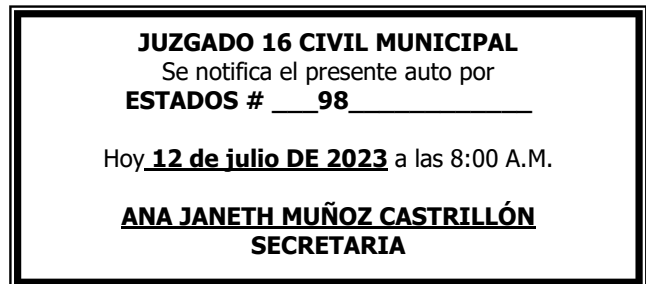 JUZGADO 16 CIVIL MUNICIPAL
Se notifica el presente auto por
ESTADOS # ___98____________
Hoy 12 de julio DE 2023 a las 8:00 A.M.
ANA JANETH MUÑOZ CASTRILLÓN
SECRETARIA